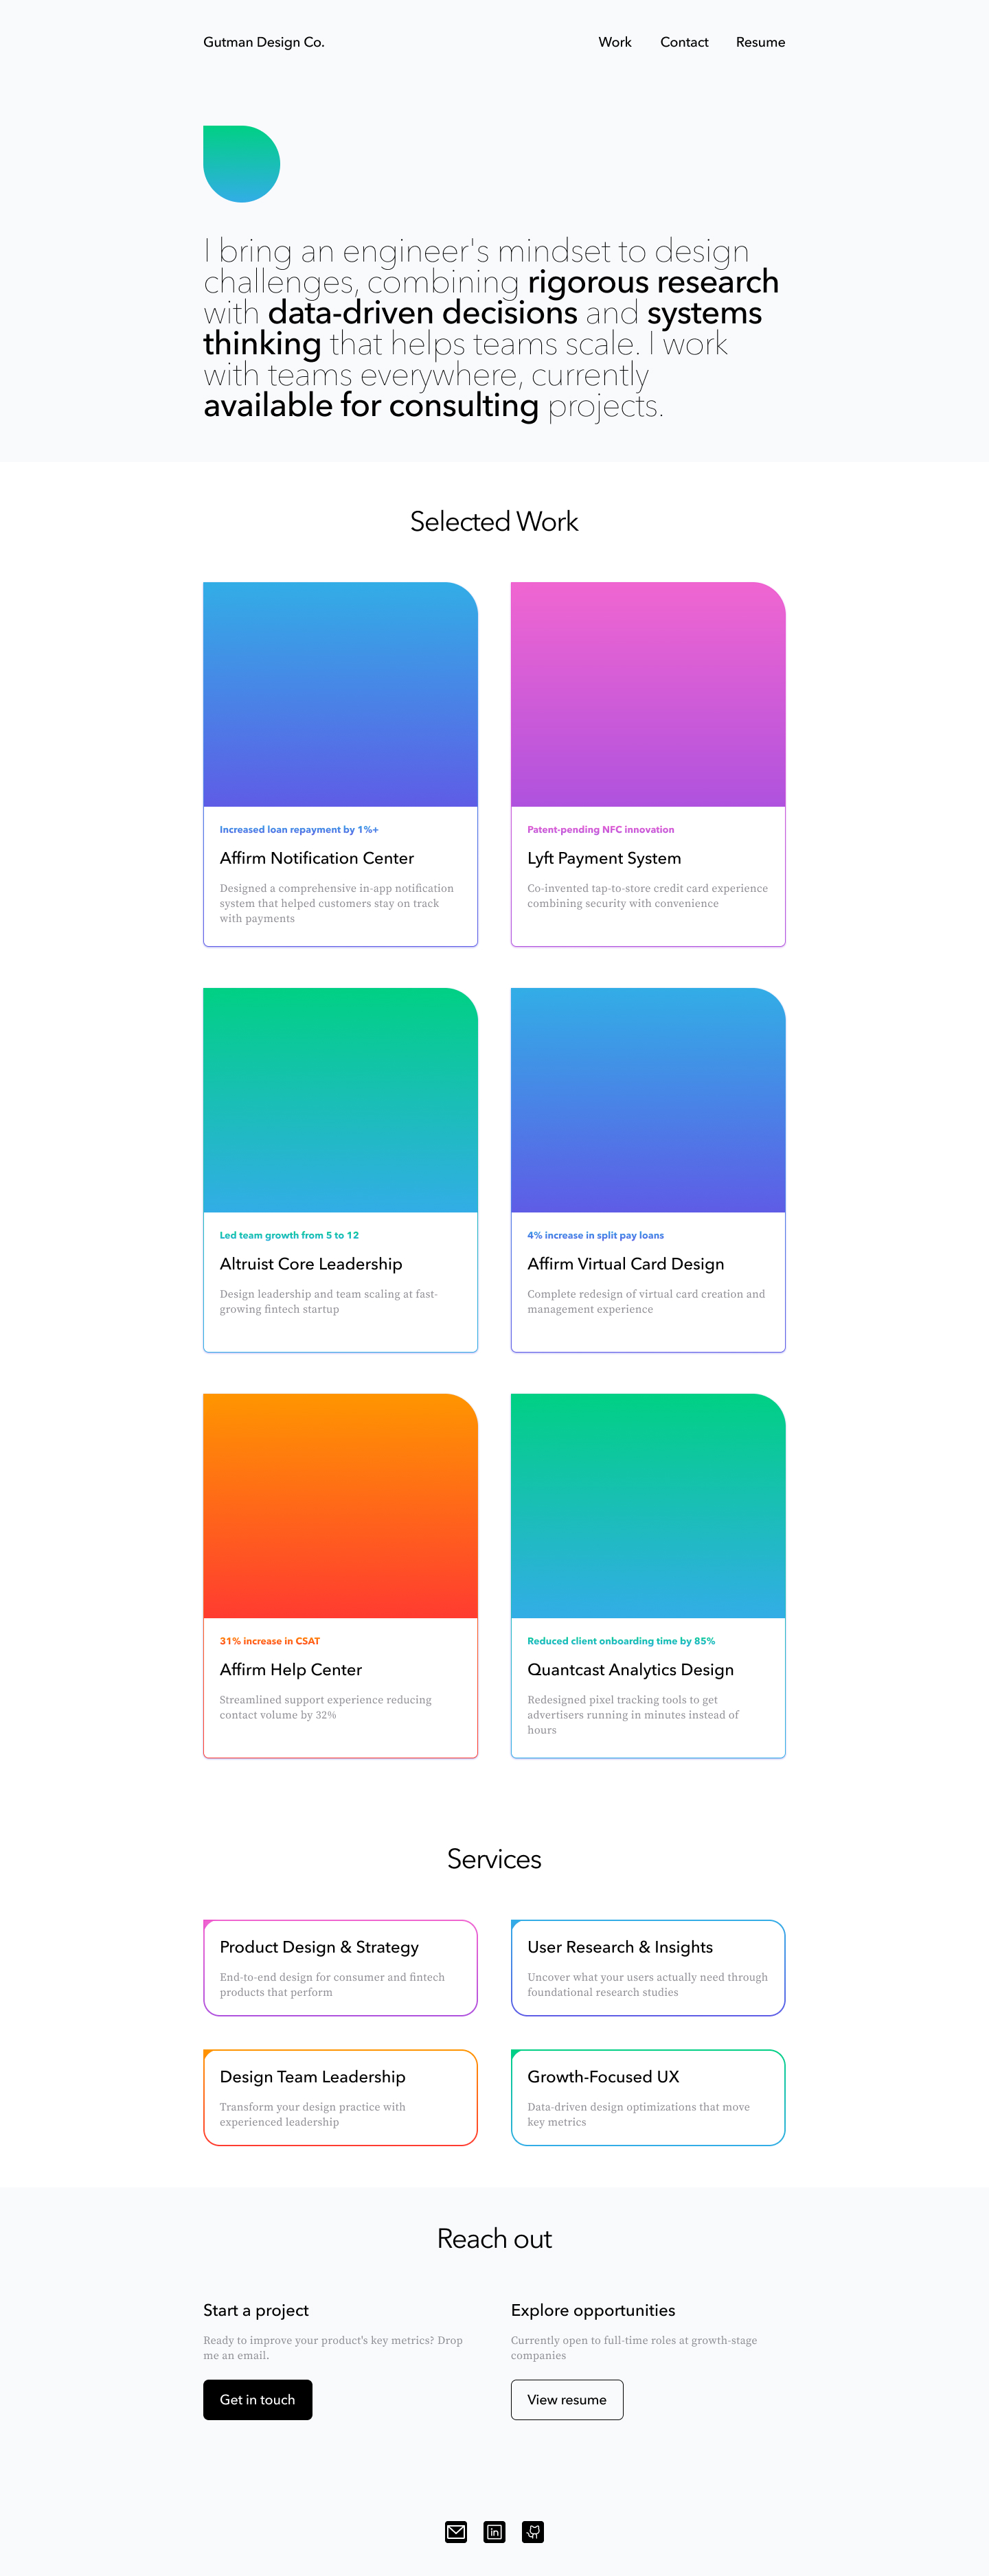 Gutman Design Co.
Work Contact Resume
I bring an engineer's mindset to design
challenges, combining rigorous research
with data-driven decisions and systems
thinking that helps teams scale. I work
with teams everywhere, currently
available for consulting projects.
Selected Work
Increased loan repayment by 1%+
Affirm Notification Center
Designed a comprehensive in-app notification
system that helped customers stay on track
with payments
Patent-pending NFC innovation
Lyft Payment System
Co-invented tap-to-store credit card experience
combining security with convenience
Led team growth from 5 to 12
Altruist Core Leadership
Design leadership and team scaling at fast-
growing fintech startup
4% increase in split pay loans
Affirm Virtual Card Design
Complete redesign of virtual card creation and
management experience
31% increase in CSAT
Affirm Help Center
Streamlined support experience reducing
contact volume by 32%
Reduced client onboarding time by 85%
Quantcast Analytics Design
Redesigned pixel tracking tools to get
advertisers running in minutes instead of
hours
Services
Product Design & Strategy
End-to-end design for consumer and fintech
products that perform
User Research & Insights
Uncover what your users actually need through
foundational research studies
Design Team Leadership
Transform your design practice with
experienced leadership
Growth-Focused UX
Data-driven design optimizations that move
key metrics
Reach out
Start a project
Ready to improve your product's key metrics? Drop
me an email.
Get in touch
Explore opportunities
Currently open to full-time roles at growth-stage
companies
View resume
in